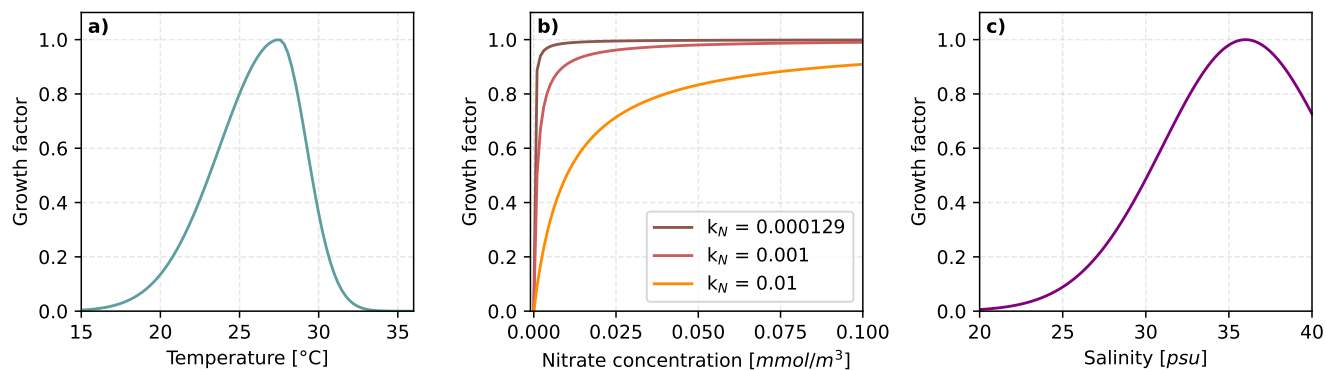 a)
Growth factor
1.0
0.8
0.6
0.4
0.2
0.0
15 20 25 30 35
Temperature [°C]
b)
Growth factor
1.0
0.8
0.6
0.4
0.2
0.0
k_N = 0.000129
k_N = 0.001
k_N = 0.01
0.000 0.025 0.050 0.075 0.100
Nitrate concentration [mmol/m³]
c)
Growth factor
1.0
0.8
0.6
0.4
0.2
0.0
20 25 30 35 40
Salinity [psu]